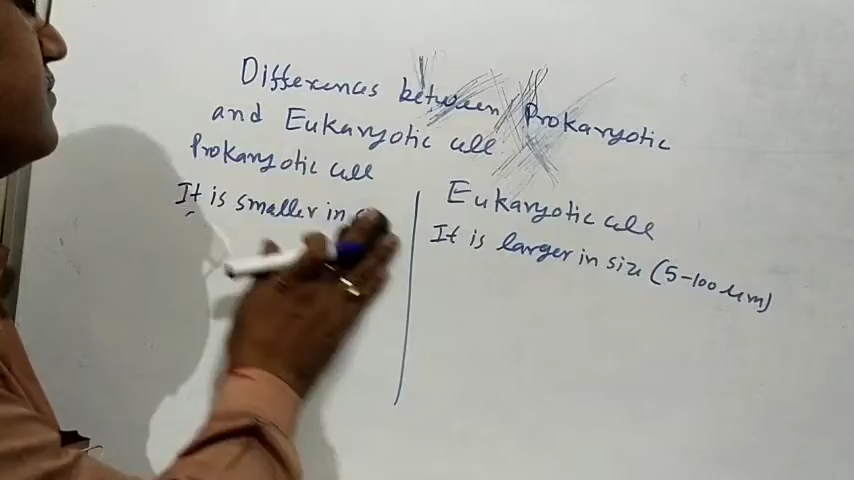 Differences between Prokaryotic
and Eukaryotic cell
Prokaryotic cell
It is smaller in
Eukaryotic cell
It is larger in size (5-100 µm)